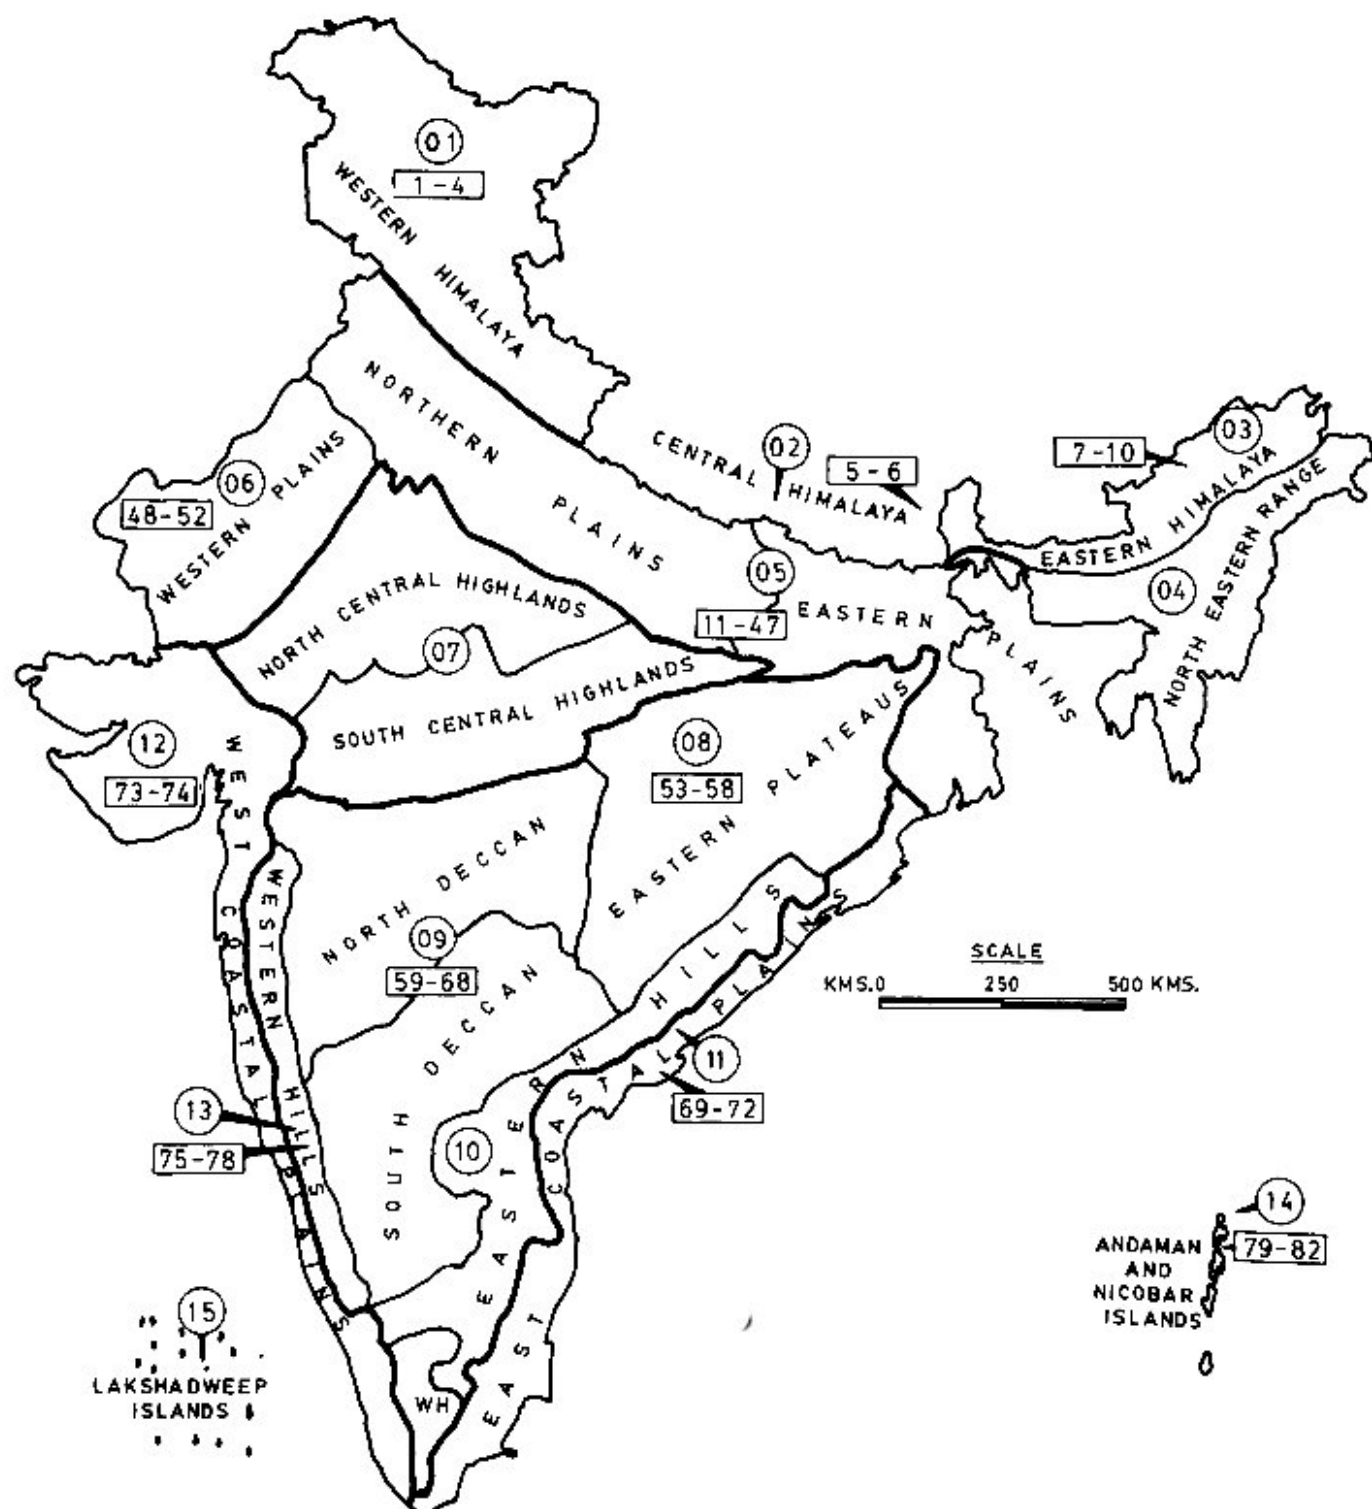 01
1-4
WESTERN HIMALAYA
NORTHERN PLAINS
CENTRAL HIMALAYA
02
5-6
03
7-10
EASTERN HIMALAYA
04
NORTH EASTERN RANGE
06
48-52
WESTERN PLAINS
05
11-47
EASTERN PLAINS
NORTH CENTRAL HIGHLANDS
07
SOUTH CENTRAL HIGHLANDS
12
73-74
WEST COASTAL PLAINS
08
53-58
EASTERN PLATEAUS
NORTH DECCAN
09
59-68
SOUTH DECCAN
WESTERN HILLS
EASTERN HILLS
SCALE
KMS.0 250 500 KMS.
11
69-72
EAST COASTAL PLAINS
13
75-78
10
14
79-82
ANDAMAN
AND
NICOBAR
ISLANDS
15
LAKSHADWEEP
ISLANDS
WH